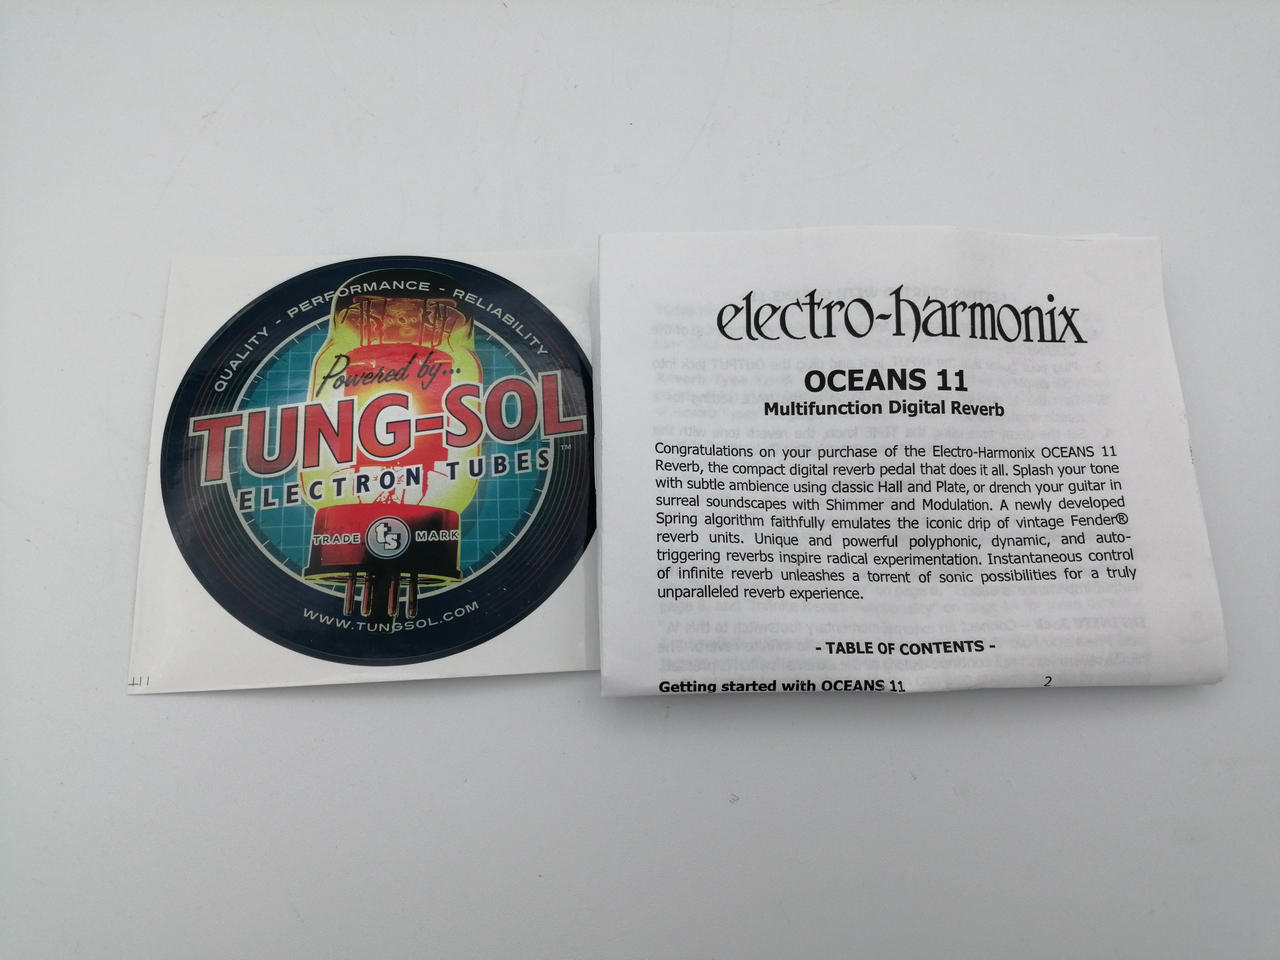 QUALITY - PERFORMANCE - RELIABILITY
Powered by...
TUNG-SOL
ELECTRON TUBES™
TRADE ts MARK
WWW.TUNGSOL.COM
electro-harmonix
OCEANS 11
Multifunction Digital Reverb
Congratulations on your purchase of the Electro-Harmonix OCEANS 11
Reverb, the compact digital reverb pedal that does it all. Splash your tone
with subtle ambience using classic Hall and Plate, or drench your guitar in
surreal soundscapes with Shimmer and Modulation. A newly developed
Spring algorithm faithfully emulates the iconic drip of vintage Fender®
reverb units. Unique and powerful polyphonic, dynamic, and auto-
triggering reverbs inspire radical experimentation. Instantaneous control
of infinite reverb unleashes a torrent of sonic possibilities for a truly
unparalleled reverb experience.
- TABLE OF CONTENTS -
Getting started with OCEANS 11 2